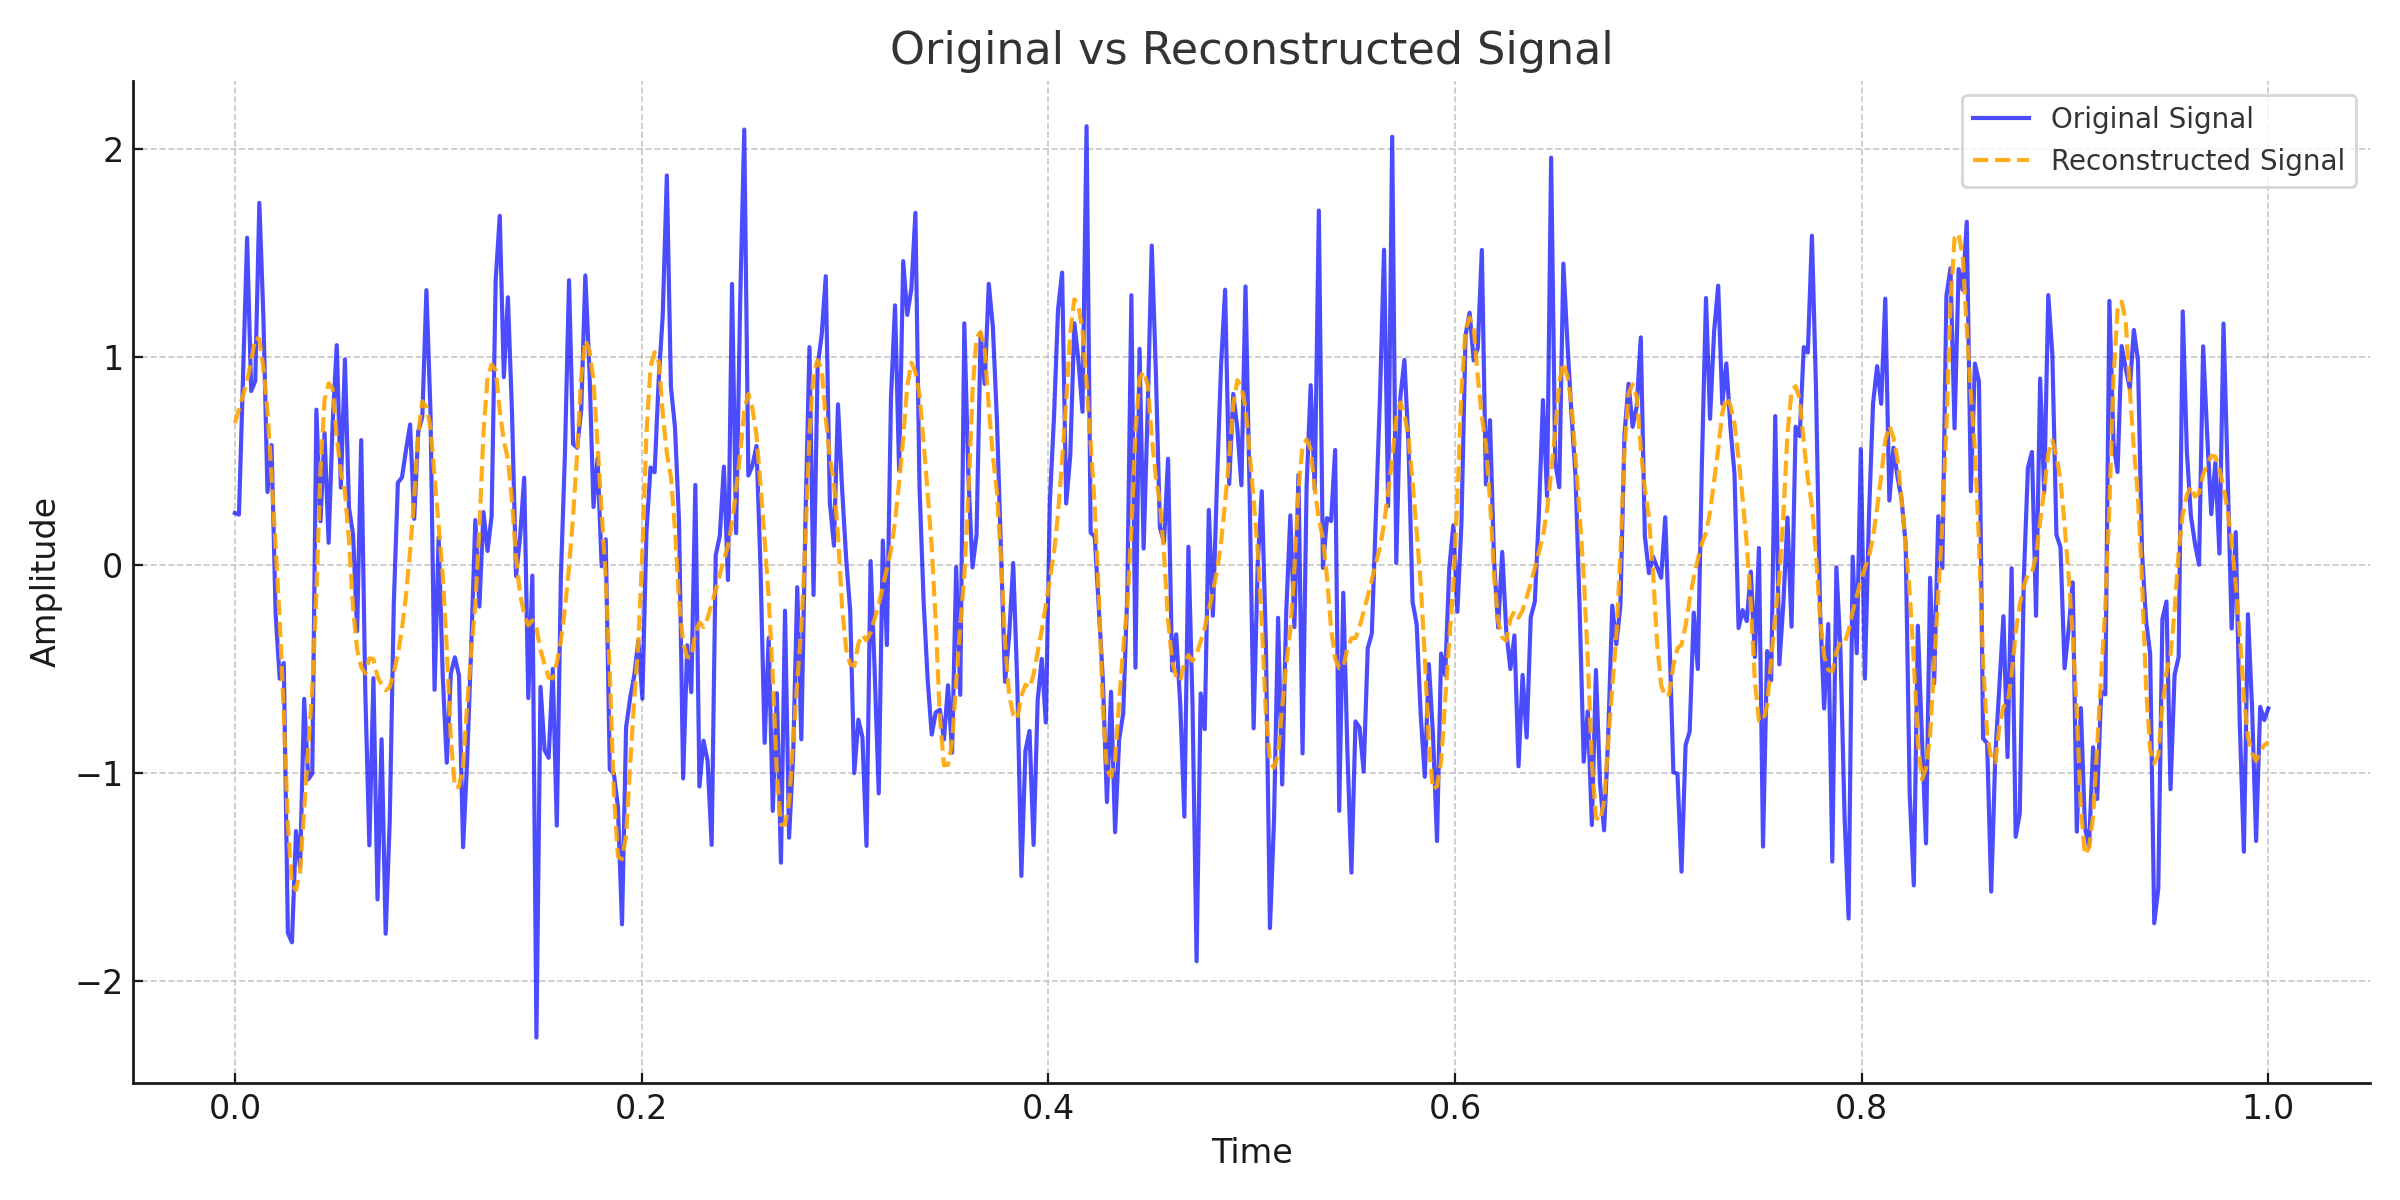 Original vs Reconstructed Signal
Original Signal
Reconstructed Signal
Amplitude
2
1
0
−1
−2
0.0 0.2 0.4 0.6 0.8 1.0
Time